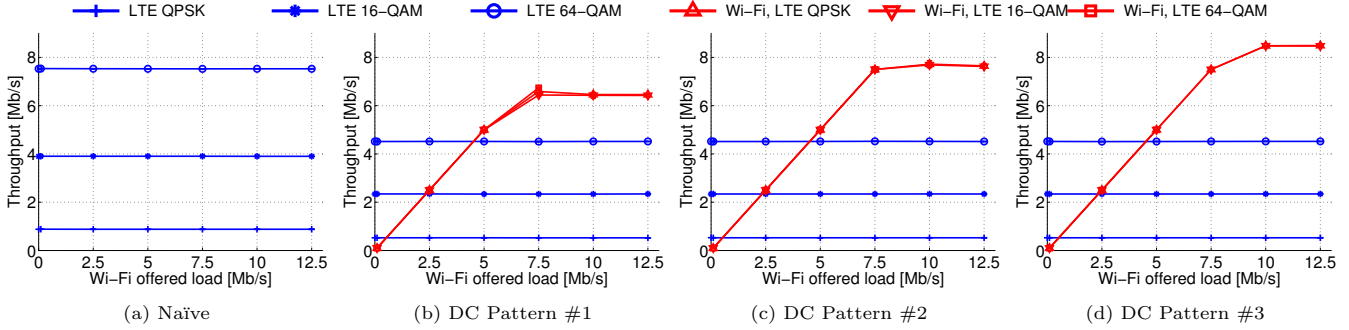 LTE QPSK LTE 16−QAM LTE 64−QAM Wi−Fi, LTE QPSK Wi−Fi, LTE 16−QAM Wi−Fi, LTE 64−QAM
Throughput [Mb/s]
8
6
4
2
0
0 2.5 5 7.5 10 12.5
Wi−Fi offered load [Mb/s]
(a) Naïve
Throughput [Mb/s]
8
6
4
2
0
0 2.5 5 7.5 10 12.5
Wi−Fi offered load [Mb/s]
(b) DC Pattern #1
Throughput [Mb/s]
8
6
4
2
0
0 2.5 5 7.5 10 12.5
Wi−Fi offered load [Mb/s]
(c) DC Pattern #2
Throughput [Mb/s]
8
6
4
2
0
0 2.5 5 7.5 10 12.5
Wi−Fi offered load [Mb/s]
(d) DC Pattern #3